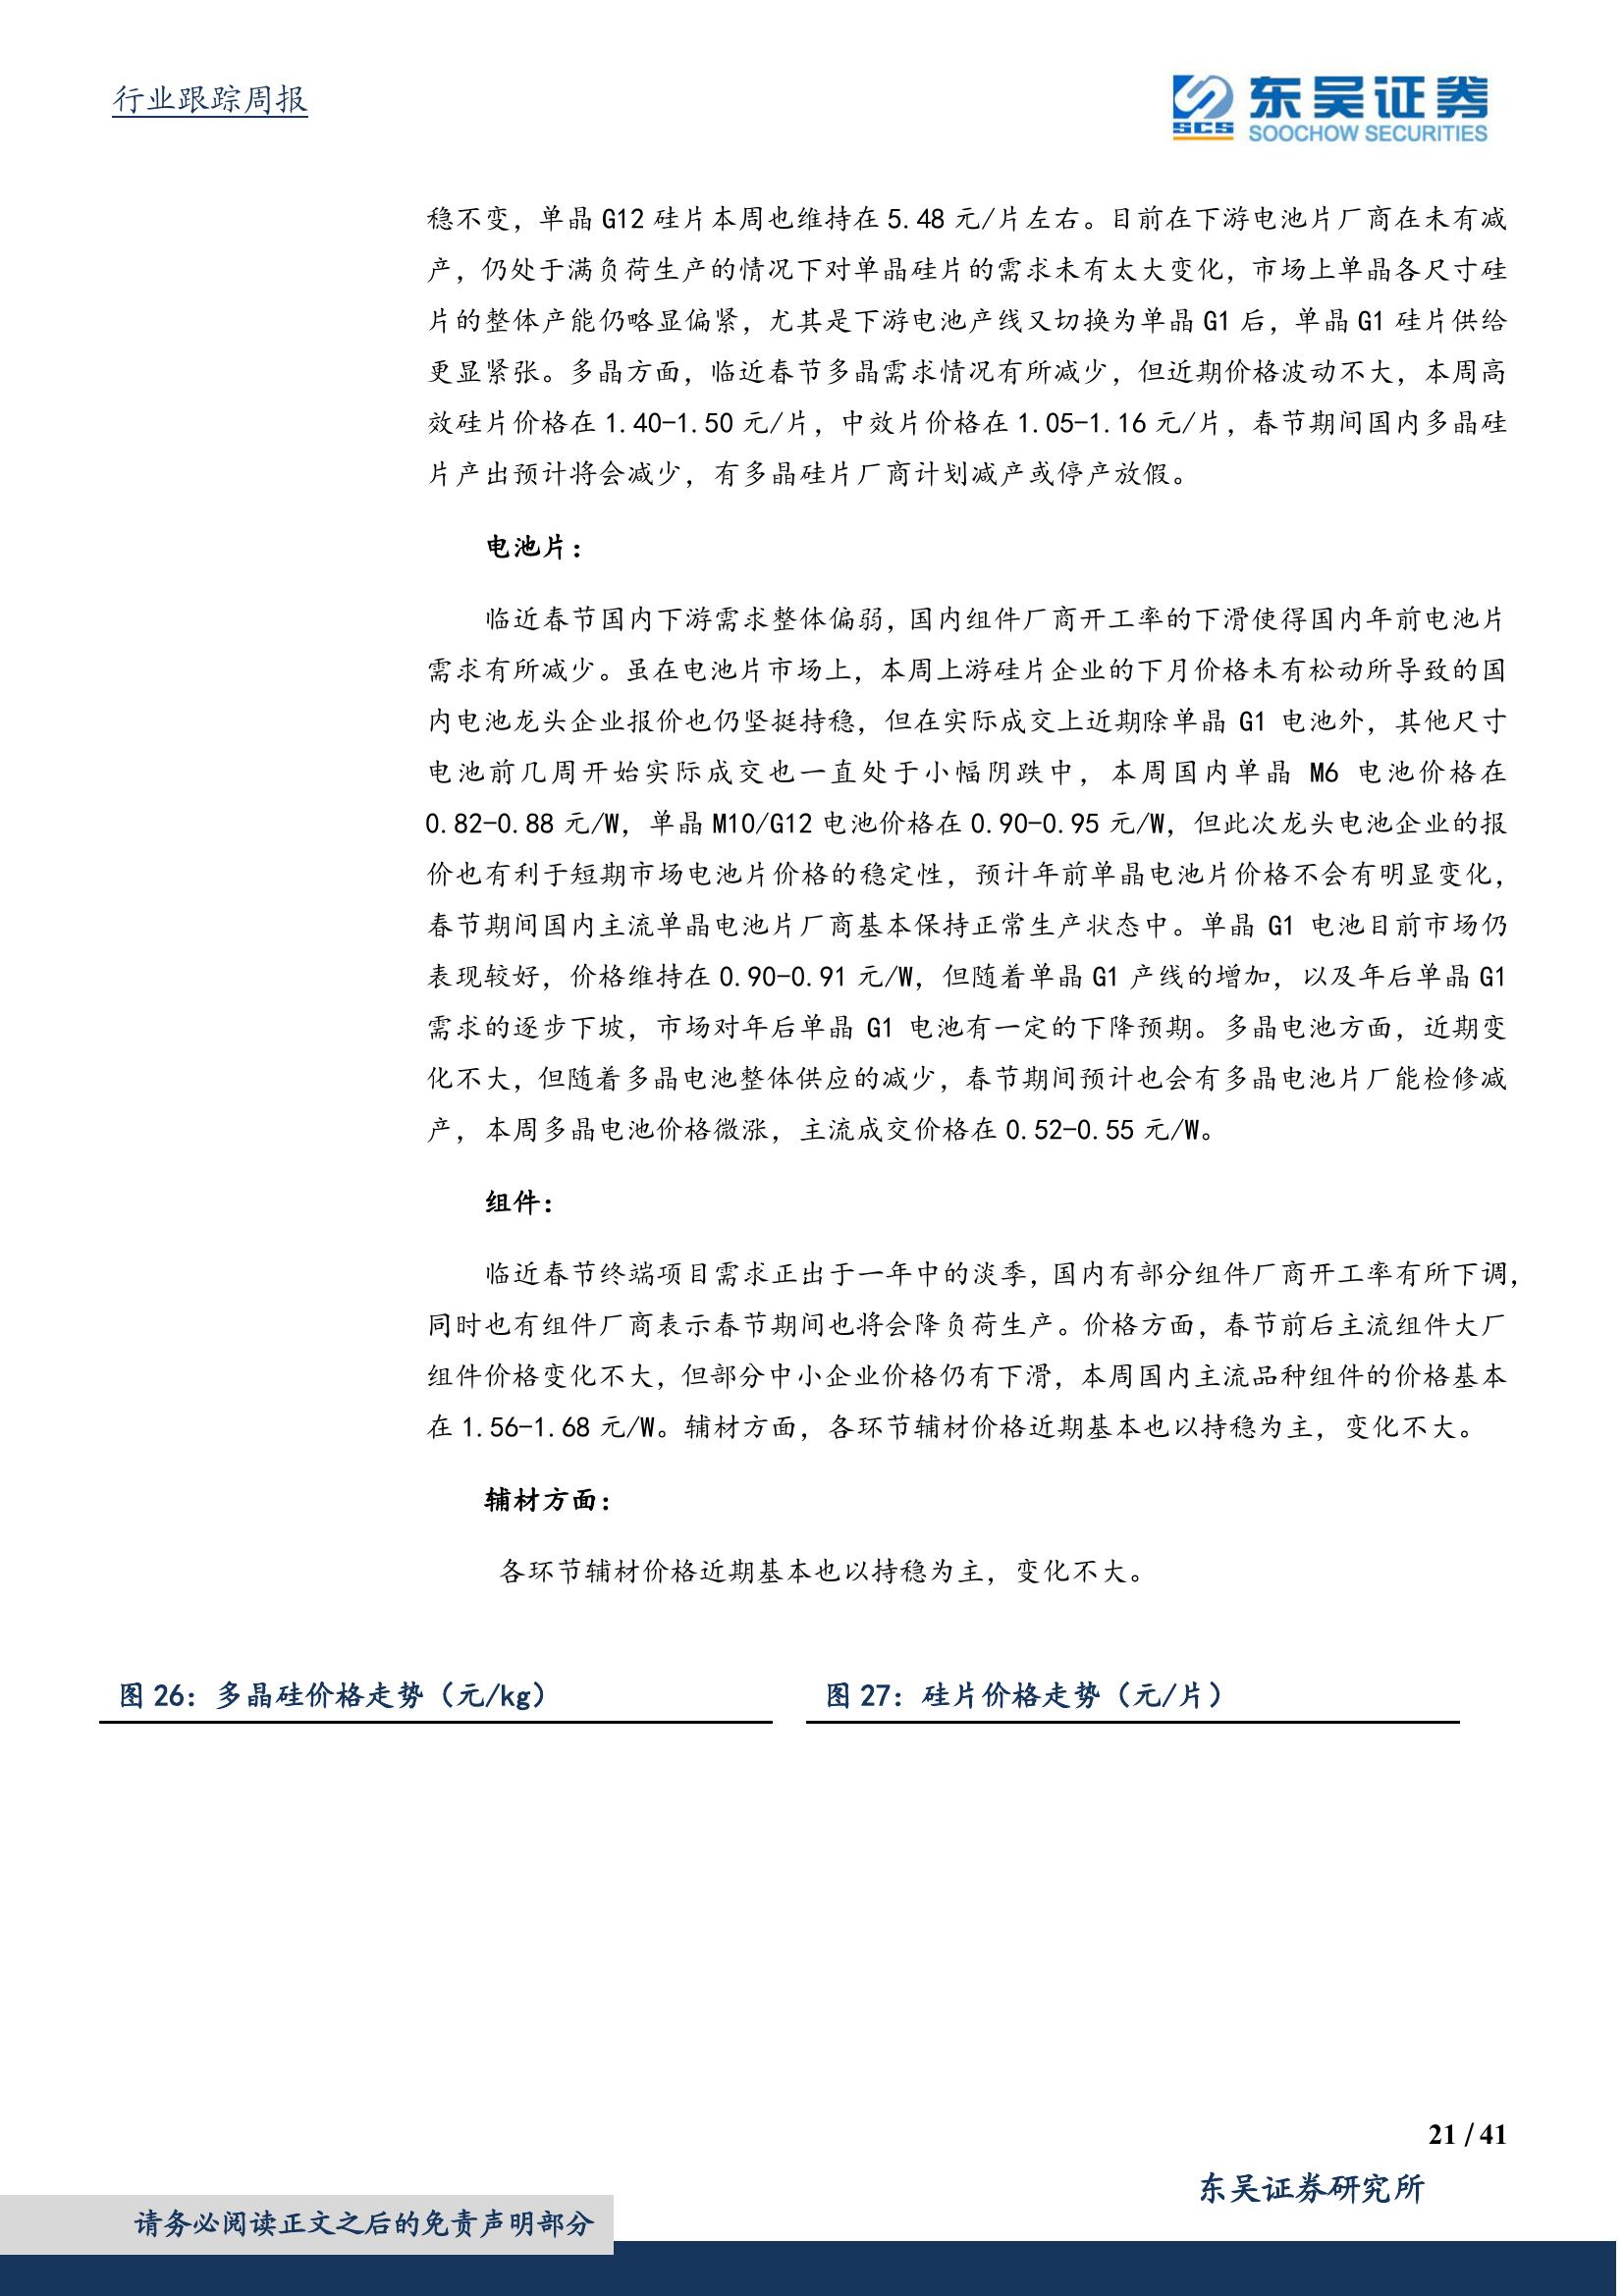 行业跟踪周报
东吴证券
SCS
SOOCHOW SECURITIES
稳不变，单晶 G12 硅片本周也维持在 5.48 元/片左右。目前在下游电池片厂商在未有减
产，仍处于满负荷生产的情况下对单晶硅片的需求未有太大变化，市场上单晶各尺寸硅
片的整体产能仍略显偏紧，尤其是下游电池产线又切换为单晶 G1 后，单晶 G1 硅片供给
更显紧张。多晶方面，临近春节多晶需求情况有所减少，但近期价格波动不大，本周高
效硅片价格在 1.40-1.50 元/片，中效片价格在 1.05-1.16 元/片，春节期间国内多晶硅
片产出预计将会减少，有多晶硅片厂商计划减产或停产放假。
电池片：
临近春节国内下游需求整体偏弱，国内组件厂商开工率的下滑使得国内年前电池片
需求有所减少。虽在电池片市场上，本周上游硅片企业的下月价格未有松动所导致的国
内电池龙头企业报价也仍坚挺持稳，但在实际成交上近期除单晶 G1 电池外，其他尺寸
电池前几周开始实际成交也一直处于小幅阴跌中，本周国内单晶 M6 电池价格在
0.82-0.88 元/W，单晶 M10/G12 电池价格在 0.90-0.95 元/W，但此次龙头电池企业的报
价也有利于短期市场电池片价格的稳定性，预计年前单晶电池片价格不会有明显变化，
春节期间国内主流单晶电池片厂商基本保持正常生产状态中。单晶 G1 电池目前市场仍
表现较好，价格维持在 0.90-0.91 元/W，但随着单晶 G1 产线的增加，以及年后单晶 G1
需求的逐步下坡，市场对年后单晶 G1 电池有一定的下降预期。多晶电池方面，近期变
化不大，但随着多晶电池整体供应的减少，春节期间预计也会有多晶电池片厂能检修减
产，本周多晶电池价格微涨，主流成交价格在 0.52-0.55 元/W。
组件：
临近春节终端项目需求正出于一年中的淡季，国内有部分组件厂商开工率有所下调，
同时也有组件厂商表示春节期间也将会降负荷生产。价格方面，春节前后主流组件大厂
组件价格变化不大，但部分中小企业价格仍有下滑，本周国内主流品种组件的价格基本
在 1.56-1.68 元/W。辅材方面，各环节辅材价格近期基本也以持稳为主，变化不大。
辅材方面：
各环节辅材价格近期基本也以持稳为主，变化不大。
图 26：多晶硅价格走势（元/kg）
图 27：硅片价格走势（元/片）
21 / 41
东吴证券研究所
请务必阅读正文之后的免责声明部分